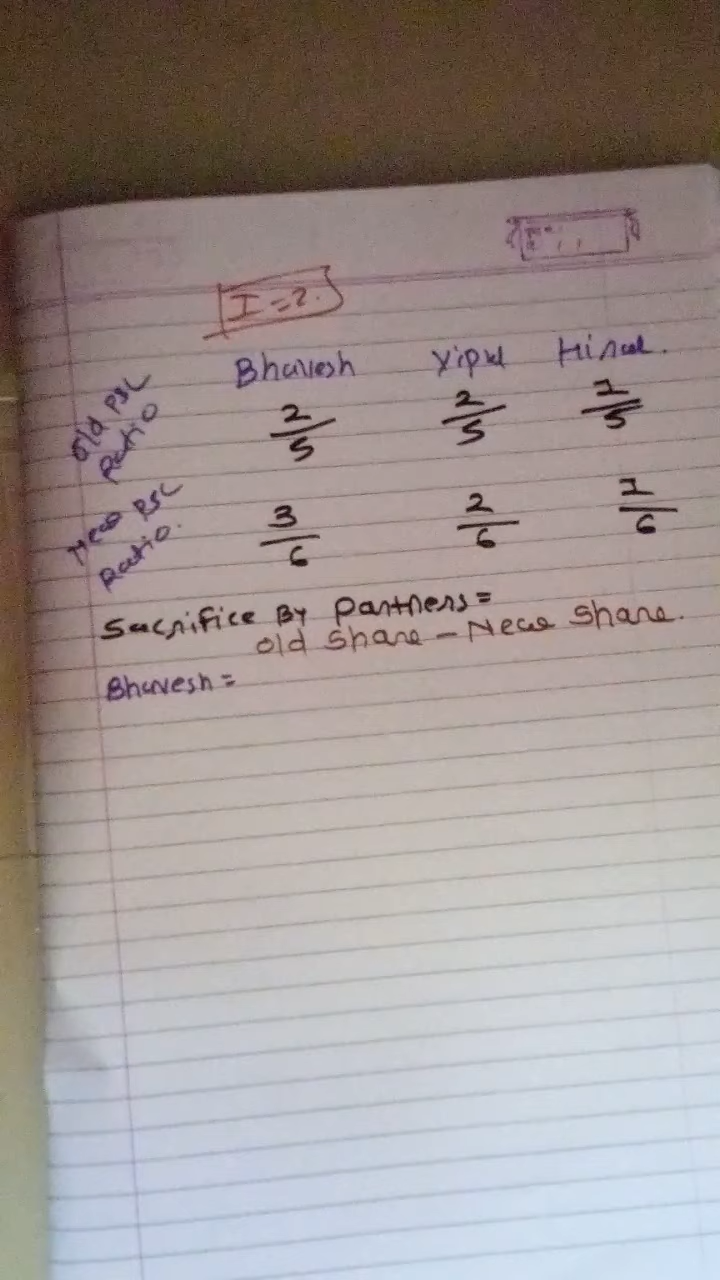 I = 2.
Bhavesh Vipul Hiral.
Old PSL Ratio 2/5 2/5 1/5
New PSL Ratio. 3/6 2/6 1/6
Sacrifice By Partners =
Old Share - New Share.
Bhavesh =